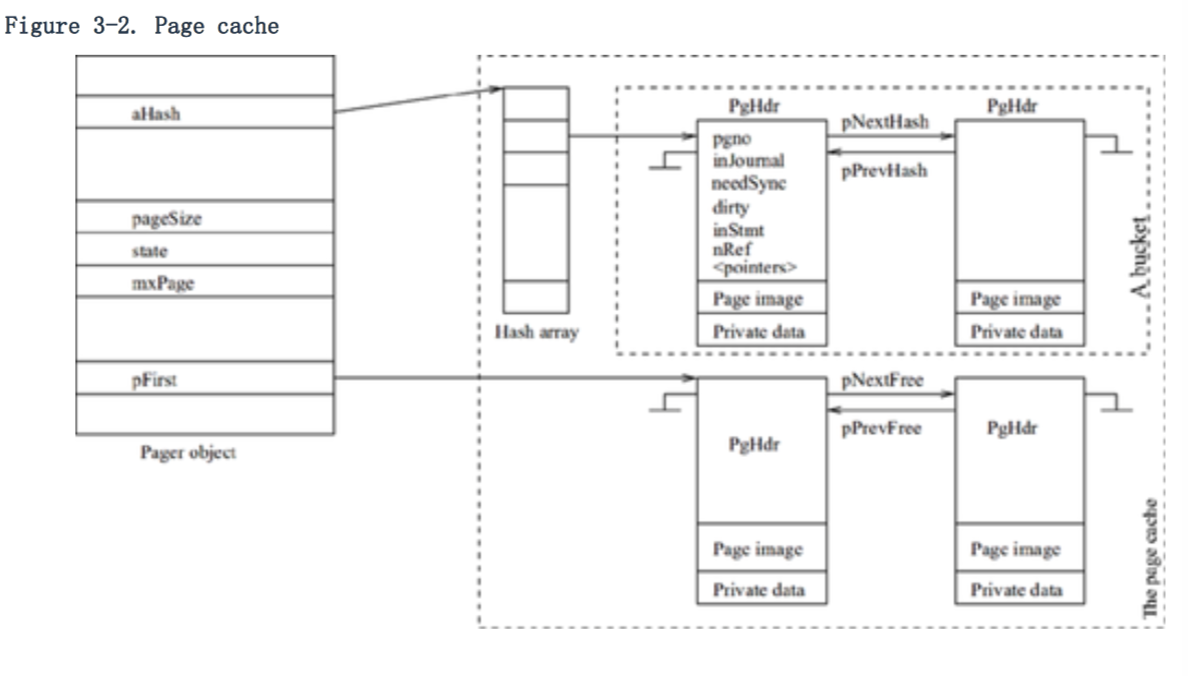 Figure 3-2. Page cache
aHash
pageSize
state
mxPage
pFirst
Pager object
Hash array
PgHdr
pgno
inJournal
needSync
dirty
inStmt
nRef
<pointers>
Page image
Private data
pNextHash
pPrevHash
PgHdr
Page image
Private data
A bucket
PgHdr
Page image
Private data
pNextFree
pPrevFree
PgHdr
Page image
Private data
The page cache